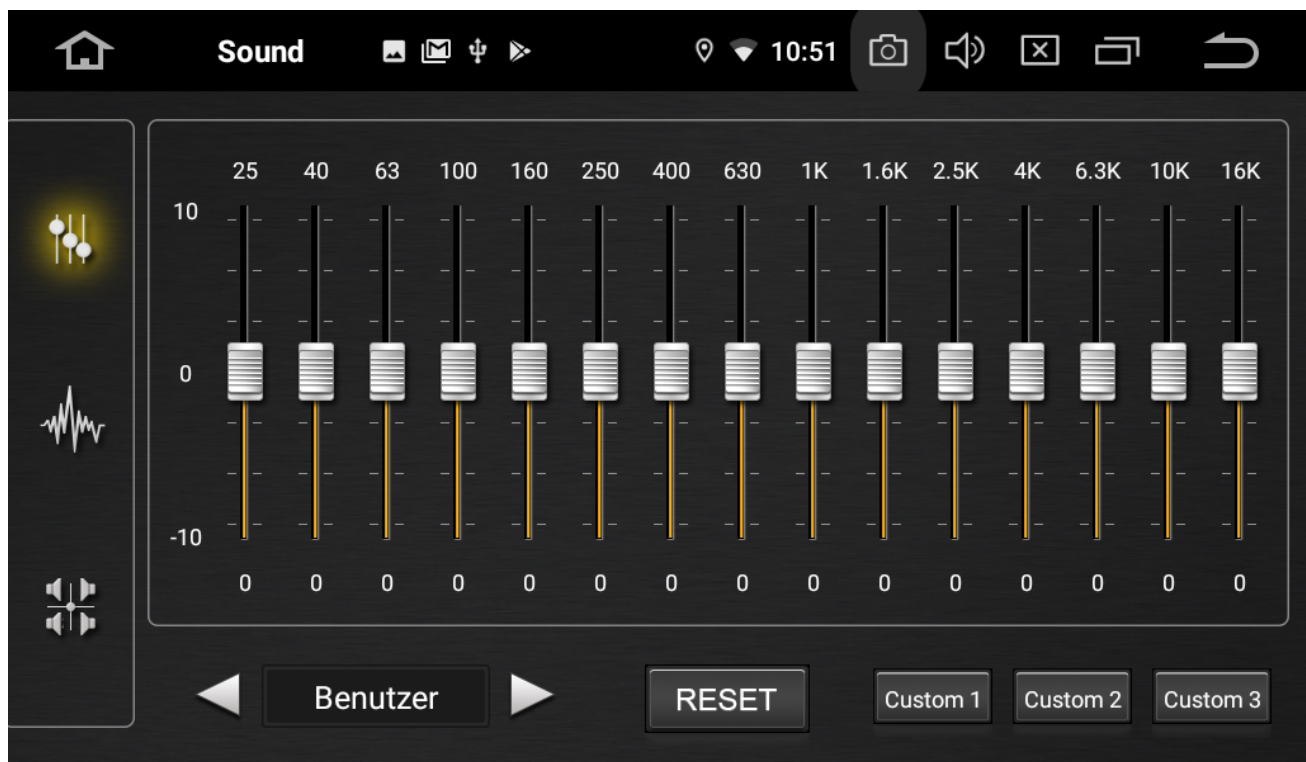 Sound 10:51
25 40 63 100 160 250 400 630 1K 1.6K 2.5K 4K 6.3K 10K 16K
10
0
-10
0 0 0 0 0 0 0 0 0 0 0 0 0 0 0
Benutzer RESET Custom 1 Custom 2 Custom 3